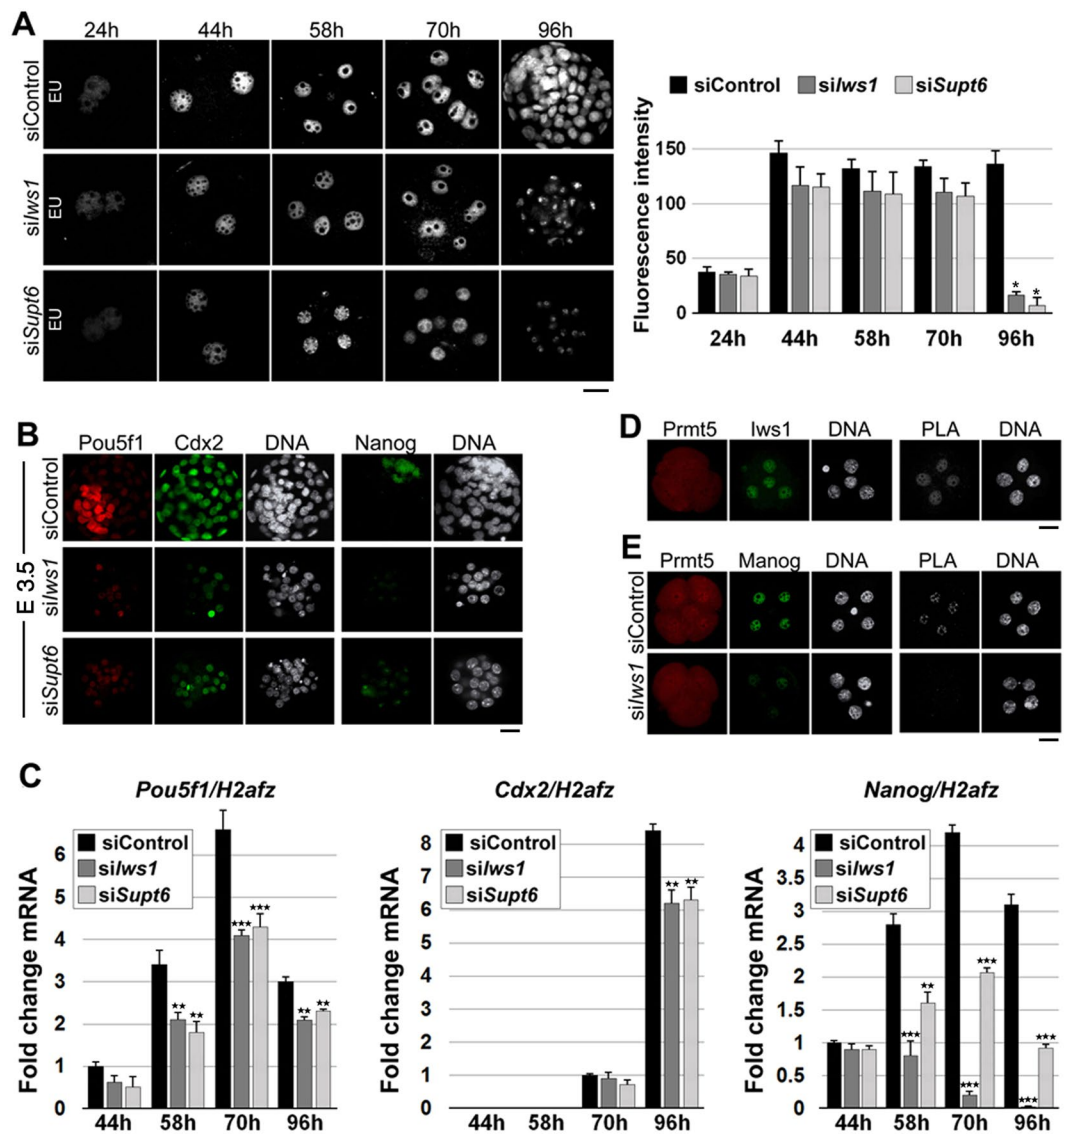 A
24h 44h 58h 70h 96h
siControl EU
siIws1 EU
siSupt6 EU
siControl siIws1 siSupt6
Fluorescence intensity
150
100
50
0
24h 44h 58h 70h 96h
* *
B
Pou5f1 Cdx2 DNA Nanog DNA
E 3.5
siControl
siIws1
siSupt6
D
Prmt5 Iws1 DNA PLA DNA
E
Prmt5 Manog DNA PLA DNA
siControl
siIws1
C
Pou5f1/H2afz
siControl
siIws1
siSupt6
Fold change mRNA
6
5
4
3
2
1
0
44h 58h 70h 96h
★★ ★★ ★★★ ★★★ ★★ ★★
Cdx2/H2afz
siControl
siIws1
siSupt6
Fold change mRNA
8
7
6
5
4
3
2
1
0
44h 58h 70h 96h
★★ ★★
Nanog/H2afz
siControl
siIws1
siSupt6
Fold change mRNA
4
3.5
3
2.5
2
1.5
1
0.5
0
44h 58h 70h 96h
★★★ ★★ ★★★ ★★★ ★★★ ★★★